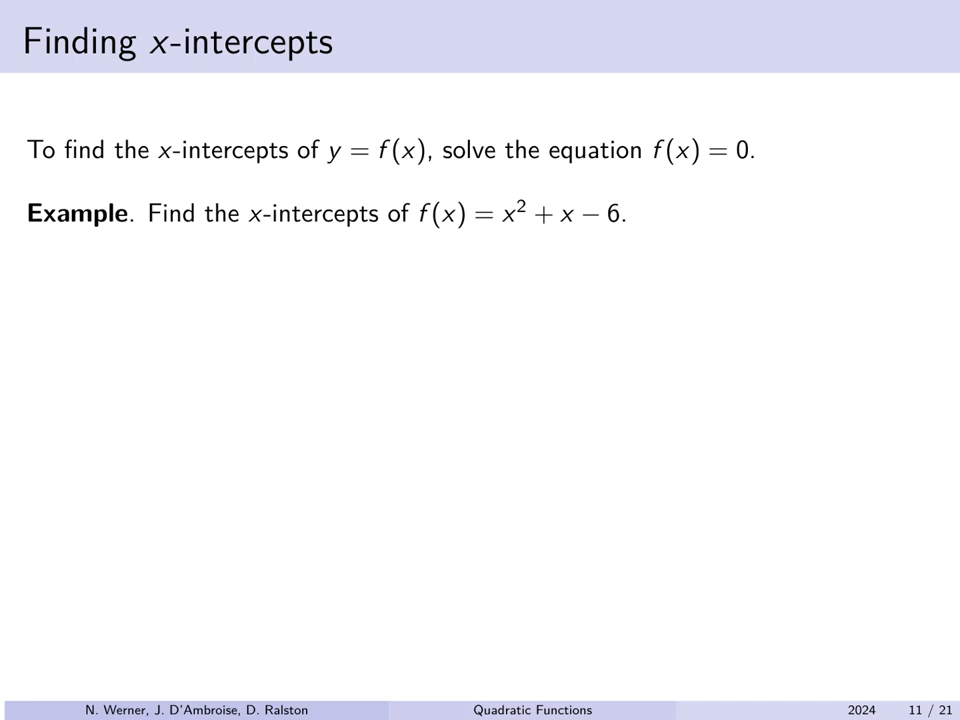 Finding x-intercepts
To find the x-intercepts of y = f(x), solve the equation f(x) = 0.
Example. Find the x-intercepts of f(x) = x² + x − 6.
N. Werner, J. D'Ambroise, D. Ralston Quadratic Functions 2024 11 / 21